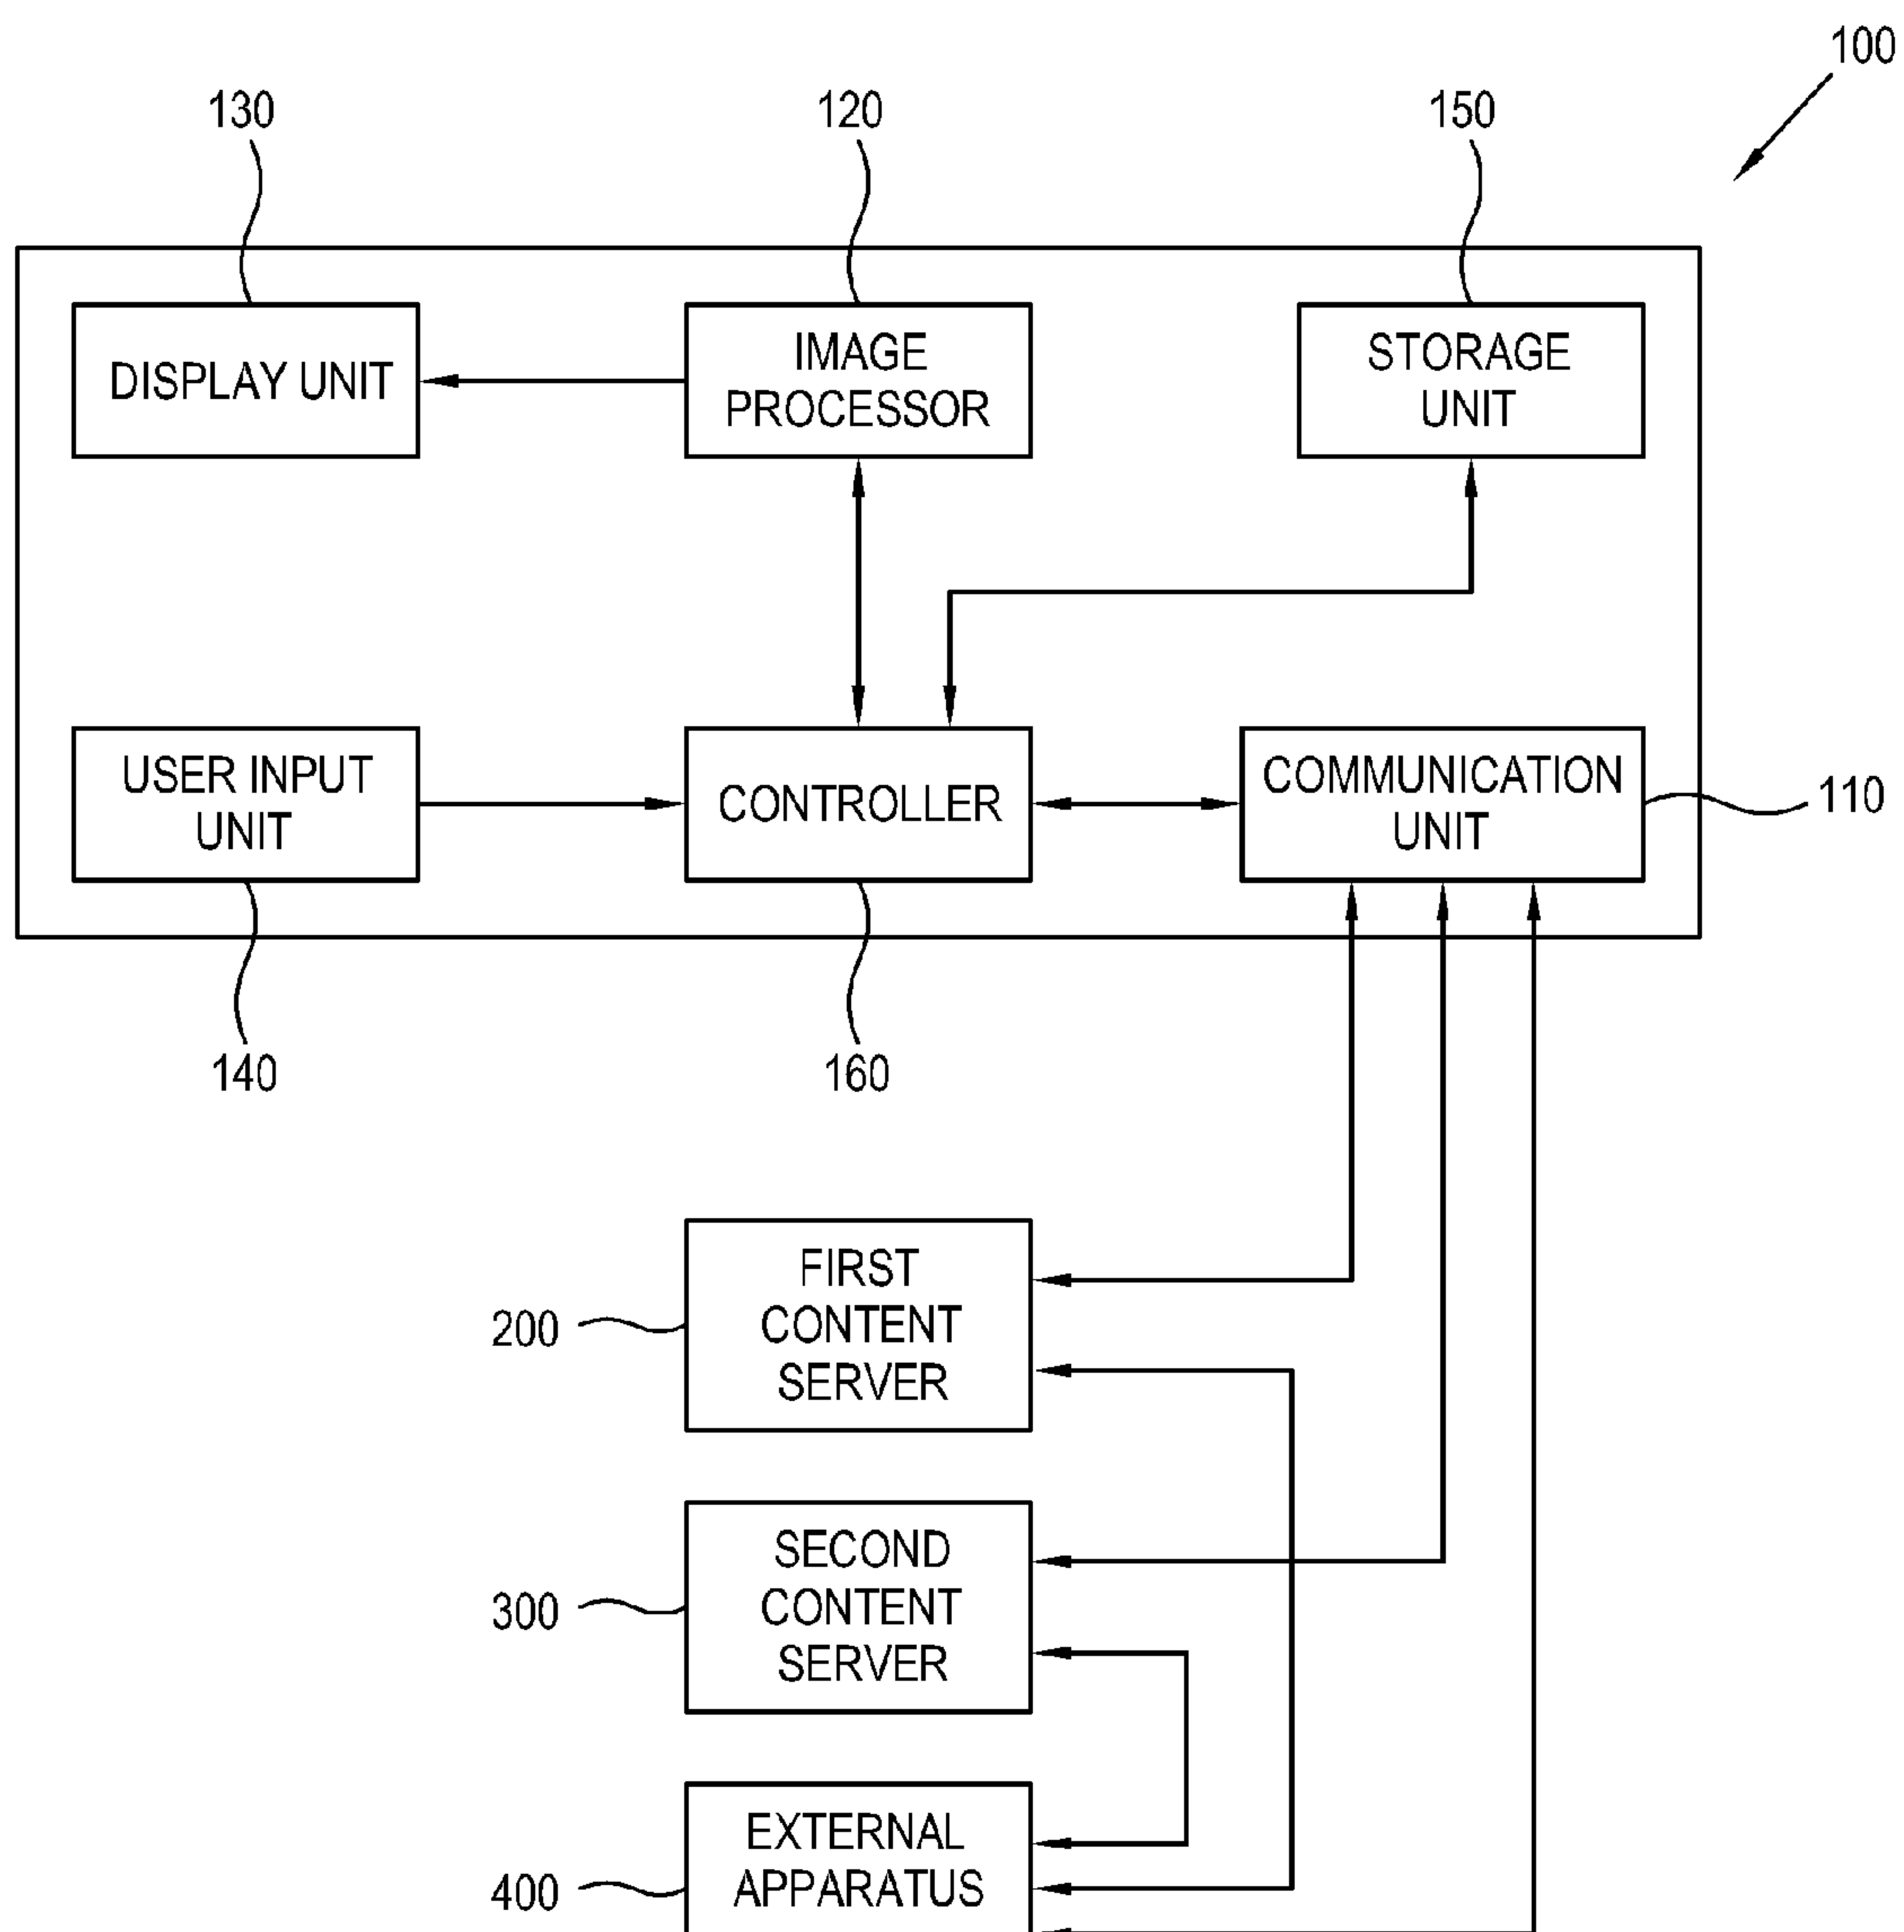 100
130
120
150
DISPLAY UNIT
IMAGE
PROCESSOR
STORAGE
UNIT
USER INPUT
UNIT
CONTROLLER
COMMUNICATION
UNIT
110
140
160
FIRST
CONTENT
SERVER
200
SECOND
CONTENT
SERVER
300
EXTERNAL
APPARATUS
400